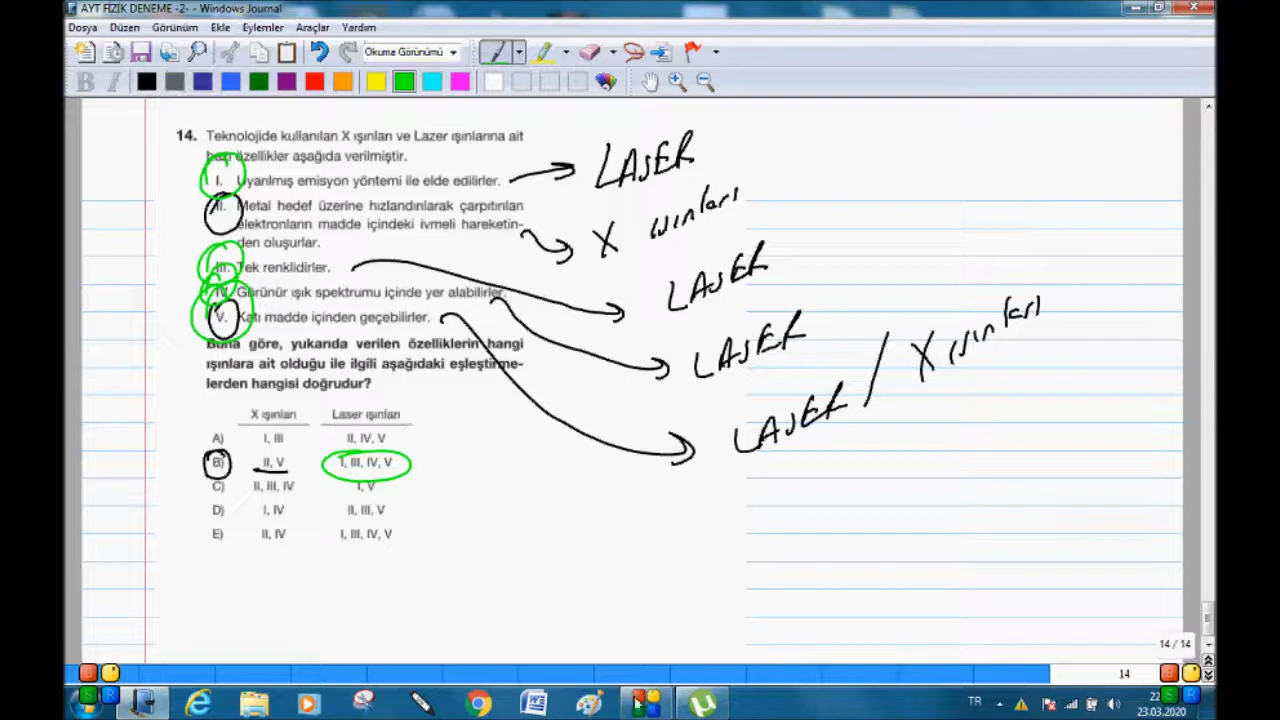 AYT FİZİK DENEME -2- - Windows Journal
Dosya Düzen Görünüm Ekle Eylemler Araçlar Yardım
Okuma Görünümü
B I
14. Teknolojide kullanılan X ışınları ve Lazer ışınlarına ait
bazı özellikler aşağıda verilmiştir.
I. Uyarılmış emisyon yöntemi ile elde edilirler.
LASER
II. Metal hedef üzerine hızlandırılarak çarptırılan
elektronların madde içindeki ivmeli hareketin-
den oluşurlar.
X ışınları
III. Tek renklidirler.
LASER
IV. Görünür ışık spektrumu içinde yer alabilirler.
LASER
V. Katı madde içinden geçebilirler.
LASER / X ışınları
Buna göre, yukarıda verilen özelliklerin hangi
ışınlara ait olduğu ile ilgili aşağıdaki eşleştirme-
lerden hangisi doğrudur?
X ışınları Laser ışınları
A) I, III II, IV, V
B) II, V I, III, IV, V
C) II, III, IV I, V
D) I, IV II, III, V
E) II, IV I, III, IV, V
14 / 14
14
TR
22
23.03.2020